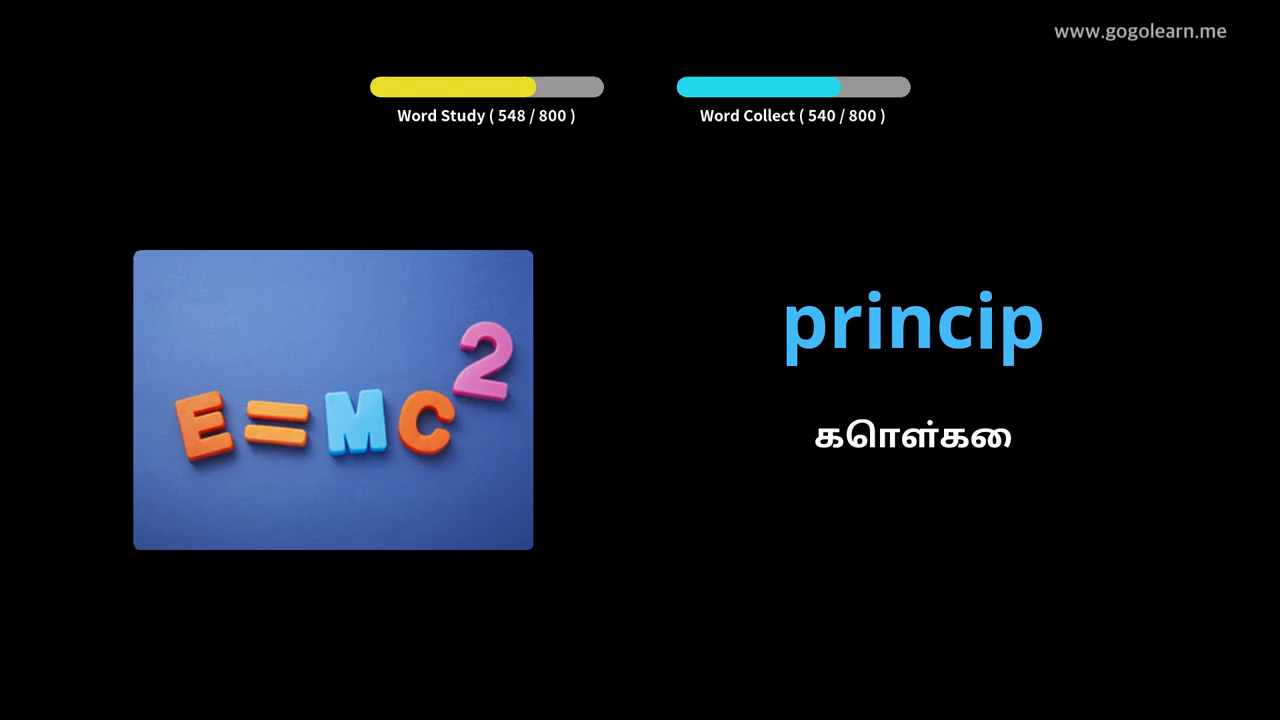 www.gogolearn.me
Word Study ( 548 / 800 )
Word Collect ( 540 / 800 )
E=MC2
princip
கொள்கை